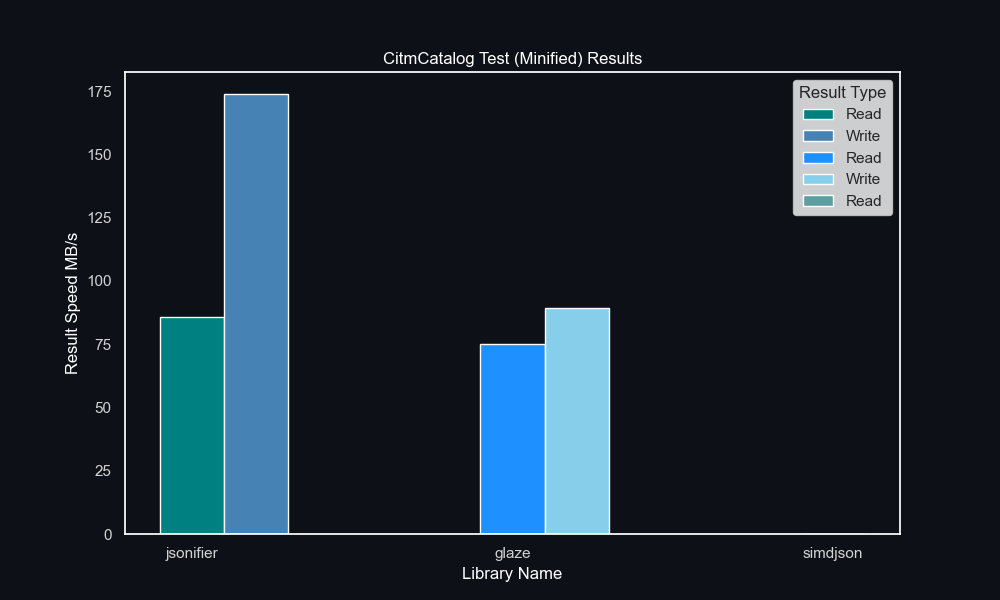 CitmCatalog Test (Minified) Results
Result Type
Read
Write
Read
Write
Read
175
150
125
100
75
50
25
0
Result Speed MB/s
jsonifier
glaze
simdjson
Library Name